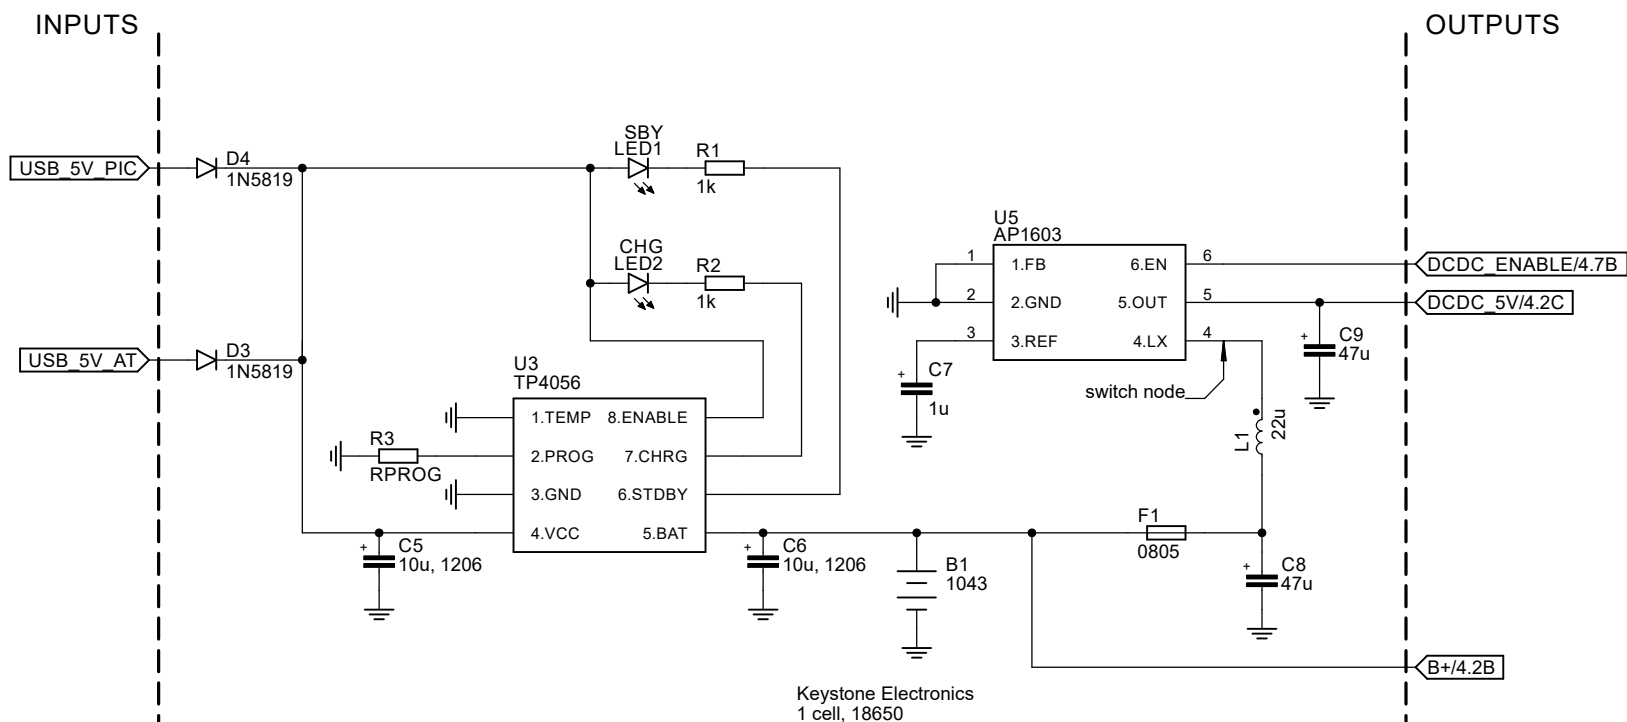 INPUTS
OUTPUTS
USB_5V_PIC
D4
1N5819
SBY
LED1
R1
1k
CHG
LED2
R2
1k
USB_5V_AT
D3
1N5819
U3
TP4056
1.TEMP
8.ENABLE
R3
RPROG
2.PROG
7.CHRG
3.GND
6.STDBY
4.VCC
5.BAT
C5
10u, 1206
C6
10u, 1206
B1
1043
Keystone Electronics
1 cell, 18650
U5
AP1603
1
1.FB
6.EN
6
DCDC_ENABLE/4.7B
2
2.GND
5.OUT
5
DCDC_5V/4.2C
3
3.REF
4.LX
4
C7
1u
switch node
C9
47u
L1
22u
F1
0805
C8
47u
B+/4.2B